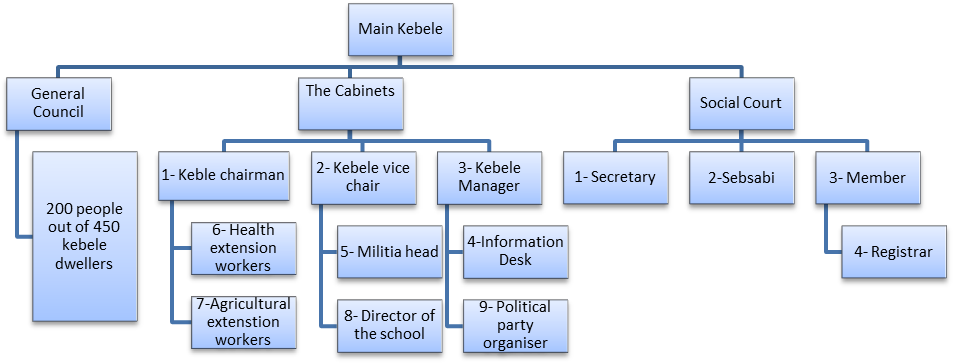 Main Kebele
General
Council
The Cabinets
Social Court
200 people
out of 450
kebele
dwellers
1- Keble chairman
2- Kebele vice
chair
3- Kebele
Manager
1- Secretary
2-Sebsabi
3- Member
6- Health
extension
workers
5- Militia head
4-Information
Desk
4- Registrar
7-Agricultural
extenstion
workers
8- Director of
the school
9- Political
party
organiser